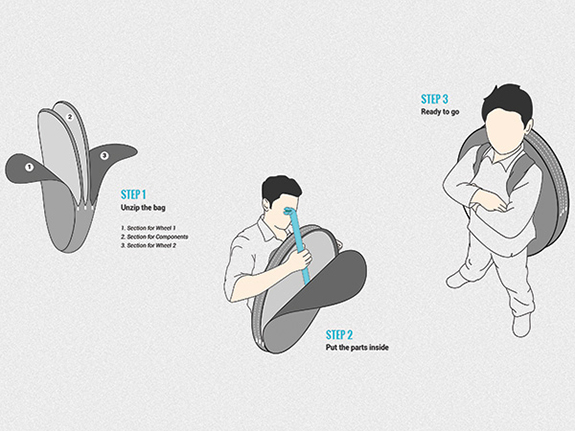 STEP 1
Unzip the bag
1. Section for Wheel 1
2. Section for Components
3. Section for Wheel 2
1
2
3
STEP 2
Put the parts inside
STEP 3
Ready to go